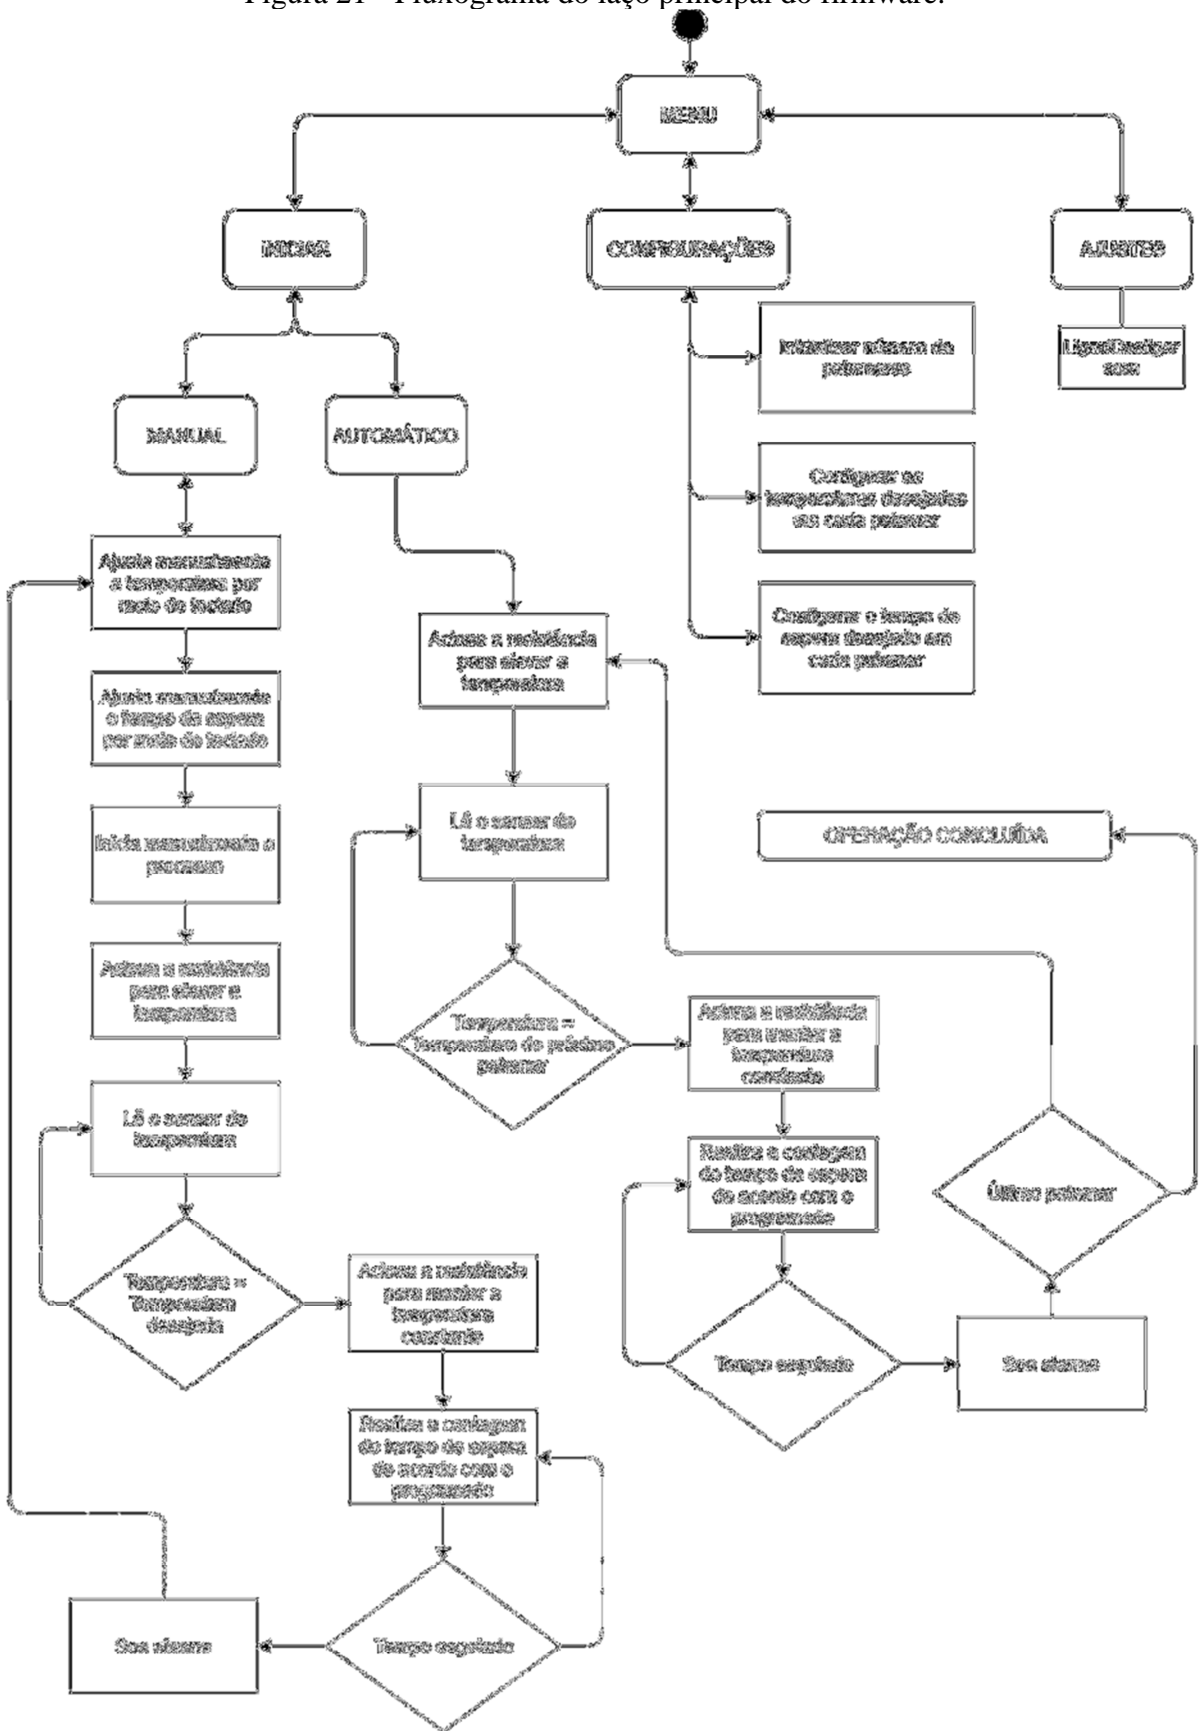 Figura 21 - Fluxograma do laço principal do firmware.
MENU
INICIAR
CONFIGURAÇÕES
AJUSTES
número de
patamares
Ligar/Desligar
som
MANUAL
AUTOMÁTICO
Configurar as
temperaturas desejadas
em cada patamar
Ajusta manualmente
a temperatura por
meio do teclado
Configurar o tempo de
espera desejado em
cada patamar
Aciona a resistência
para elevar a
temperatura
Ajusta manualmente
o tempo de espera
por meio do teclado
Lê o sensor de
temperatura
OPERAÇÃO CONCLUÍDA
Inicia manualmente o
processo
Aciona a resistência
para elevar a
temperatura
Temperatura =
Temperatura do próximo
patamar
Aciona a resistência
para manter a
temperatura
constante
Lê o sensor de
temperatura
Realiza a contagem
do tempo de espera
de acordo com o
programado
Último patamar
Temperatura =
Temperatura
desejada
Aciona a resistência
para manter a
temperatura
constante
Tempo esgotado
Soa alarme
Realiza a contagem
do tempo de espera
de acordo com o
programado
Soa alarme
Tempo esgotado